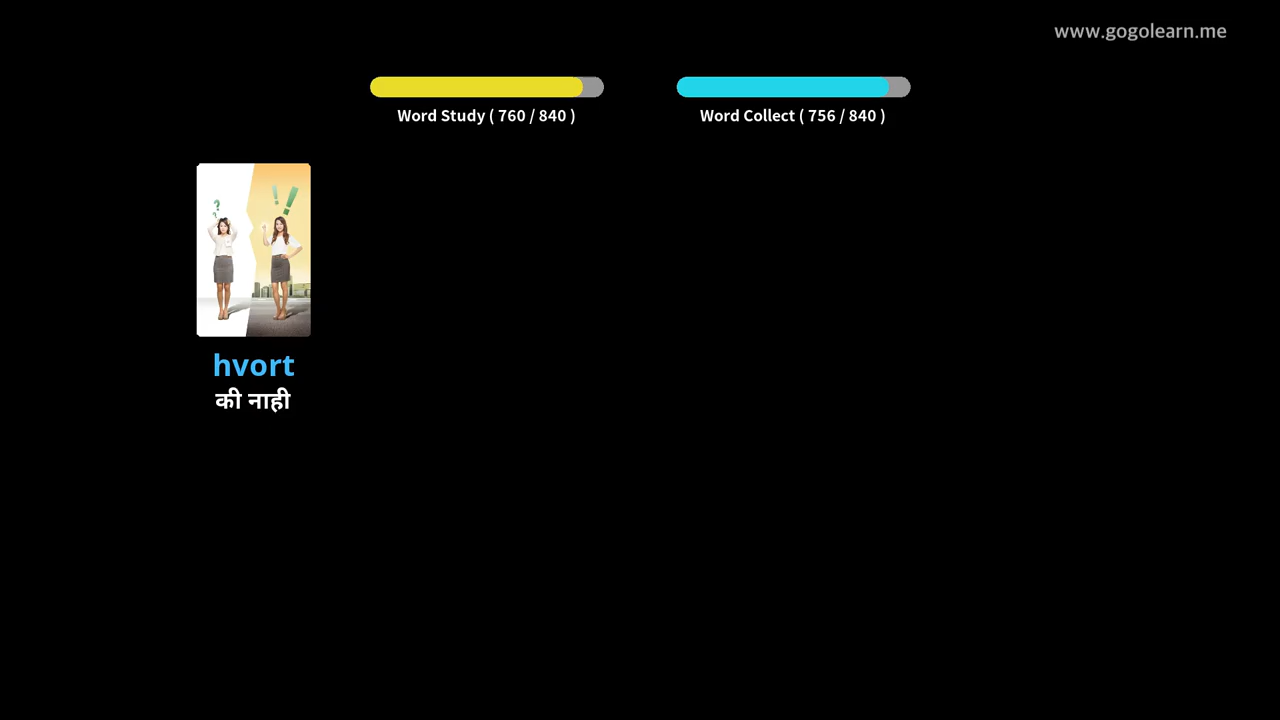 www.gogolearn.me
Word Study ( 760 / 840 )
Word Collect ( 756 / 840 )
hvort
की नाही